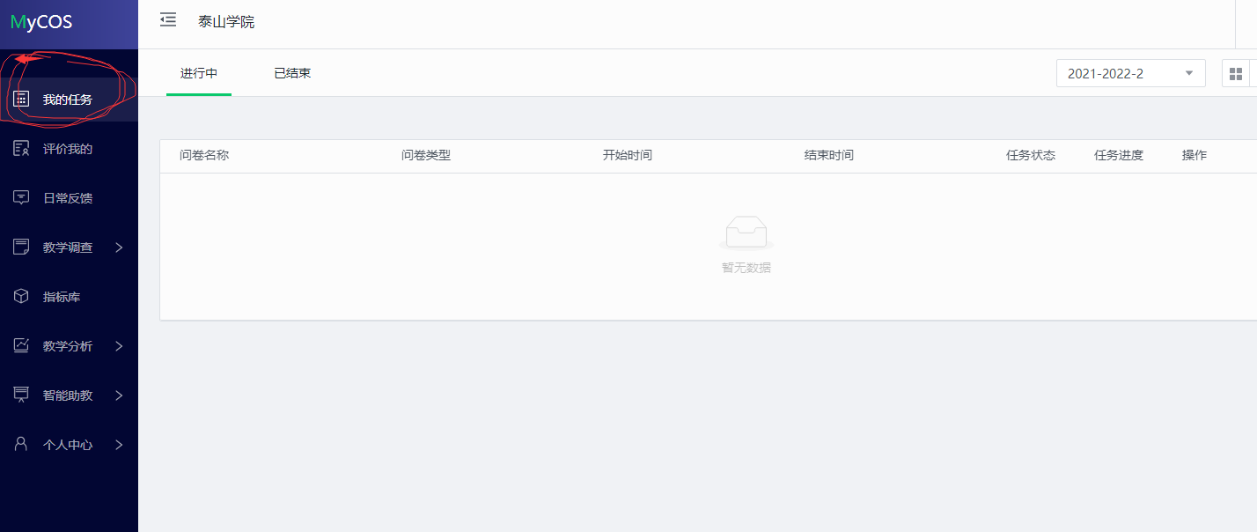 MyCOS
泰山学院
进行中
已结束
2021-2022-2
我的任务
评价我的
日常反馈
教学调查
指标库
教学分析
智能助教
个人中心
问卷名称
问卷类型
开始时间
结束时间
任务状态
任务进度
操作
暂无数据